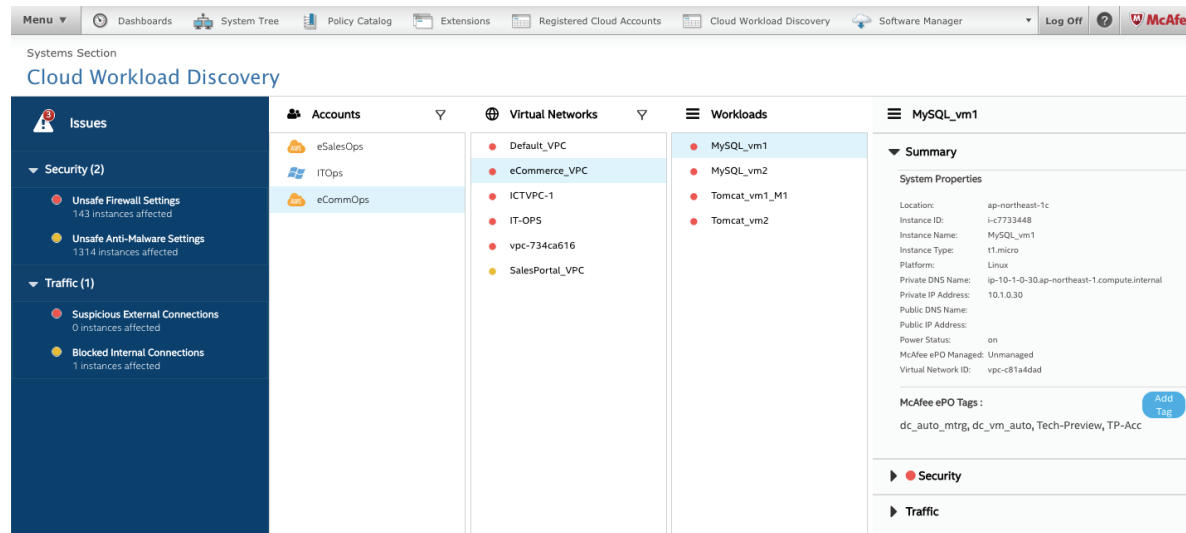 Menu ▼ Dashboards System Tree Policy Catalog Extensions Registered Cloud Accounts Cloud Workload Discovery Software Manager ▼ Log Off ? McAfe
Systems Section
Cloud Workload Discovery
3
Issues
Security (2)
Unsafe Firewall Settings
143 instances affected
Unsafe Anti-Malware Settings
1314 instances affected
Traffic (1)
Suspicious External Connections
0 instances affected
Blocked Internal Connections
1 instances affected
Accounts
AWS eSalesOps
ITOps
AWS eCommOps
Virtual Networks
Default_VPC
eCommerce_VPC
ICTVPC-1
IT-OPS
vpc-734ca616
SalesPortal_VPC
Workloads
MySQL_vm1
MySQL_vm2
Tomcat_vm1_M1
Tomcat_vm2
MySQL_vm1
Summary
System Properties
Location: ap-northeast-1c
Instance ID: i-c7733448
Instance Name: MySQL_vm1
Instance Type: t1.micro
Platform: Linux
Private DNS Name: ip-10-1-0-30.ap-northeast-1.compute.internal
Private IP Address: 10.1.0.30
Public DNS Name:
Public IP Address:
Power Status: on
McAfee ePO Managed: Unmanaged
Virtual Network ID: vpc-c81a4dad
McAfee ePO Tags :
Add
Tag
dc_auto_mtrg, dc_vm_auto, Tech-Preview, TP-Acc
Security
Traffic